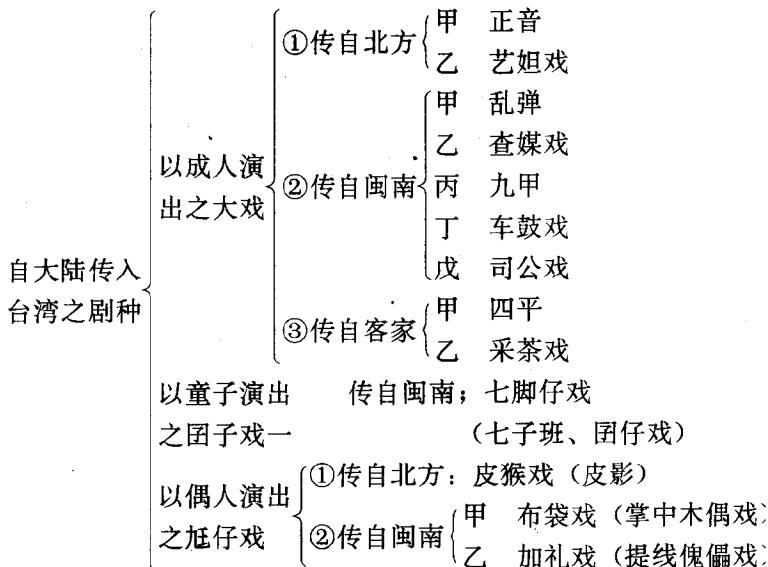 自大陆传入
台湾之剧种
以成人演
出之大戏
①传自北方
甲 正音
乙 艺妲戏
②传自闽南
甲 乱弹
乙 查媒戏
丙 九甲
丁 车鼓戏
戊 司公戏
③传自客家
甲 四平
乙 采茶戏
以童子演出 传自闽南;七脚仔戏
之囝子戏一 (七子班、囝仔戏)
以偶人演出
之尪仔戏
①传自北方:皮猴戏(皮影)
②传自闽南
甲 布袋戏(掌中木偶戏)
乙 加礼戏(提线傀儡戏)